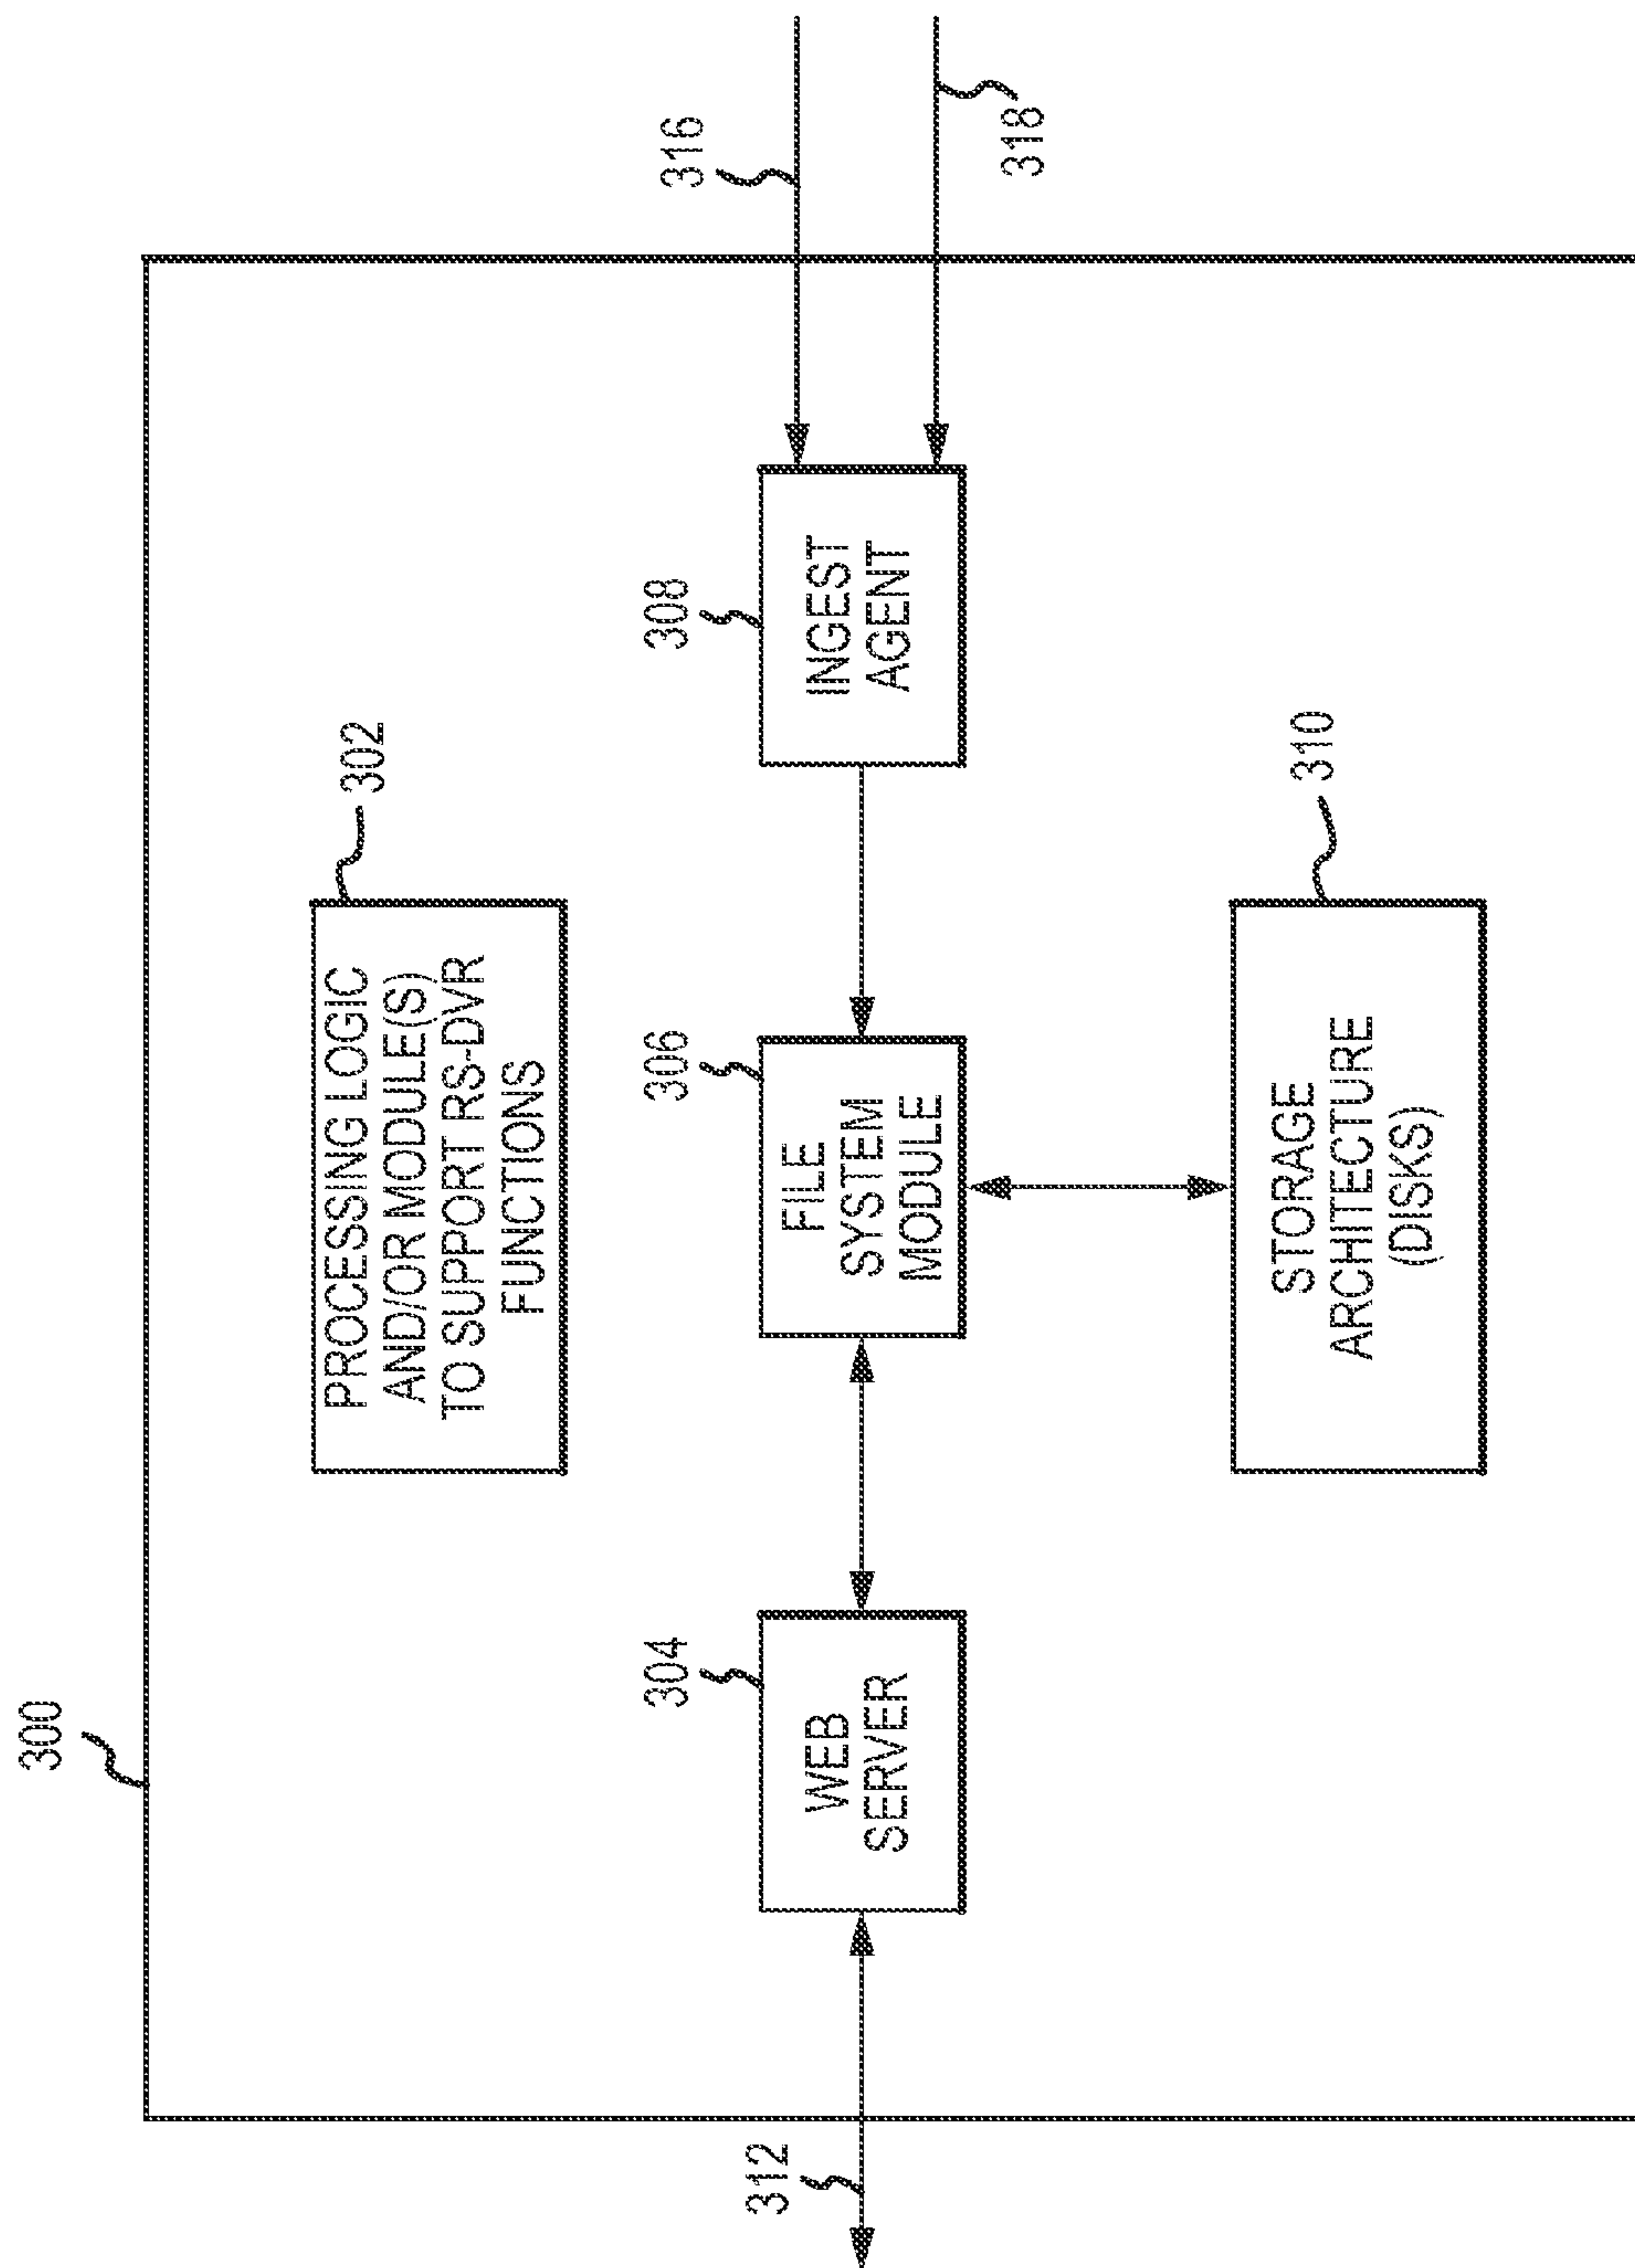 300
PROCESSING LOGIC
AND/OR MODULE(S)
TO SUPPORT RS-DVR
FUNCTIONS
302
312
304
WEB
SERVER
306
FILE
SYSTEM
MODULE
308
INGEST
AGENT
316
318
310
STORAGE
ARCHITECTURE
(DISKS)